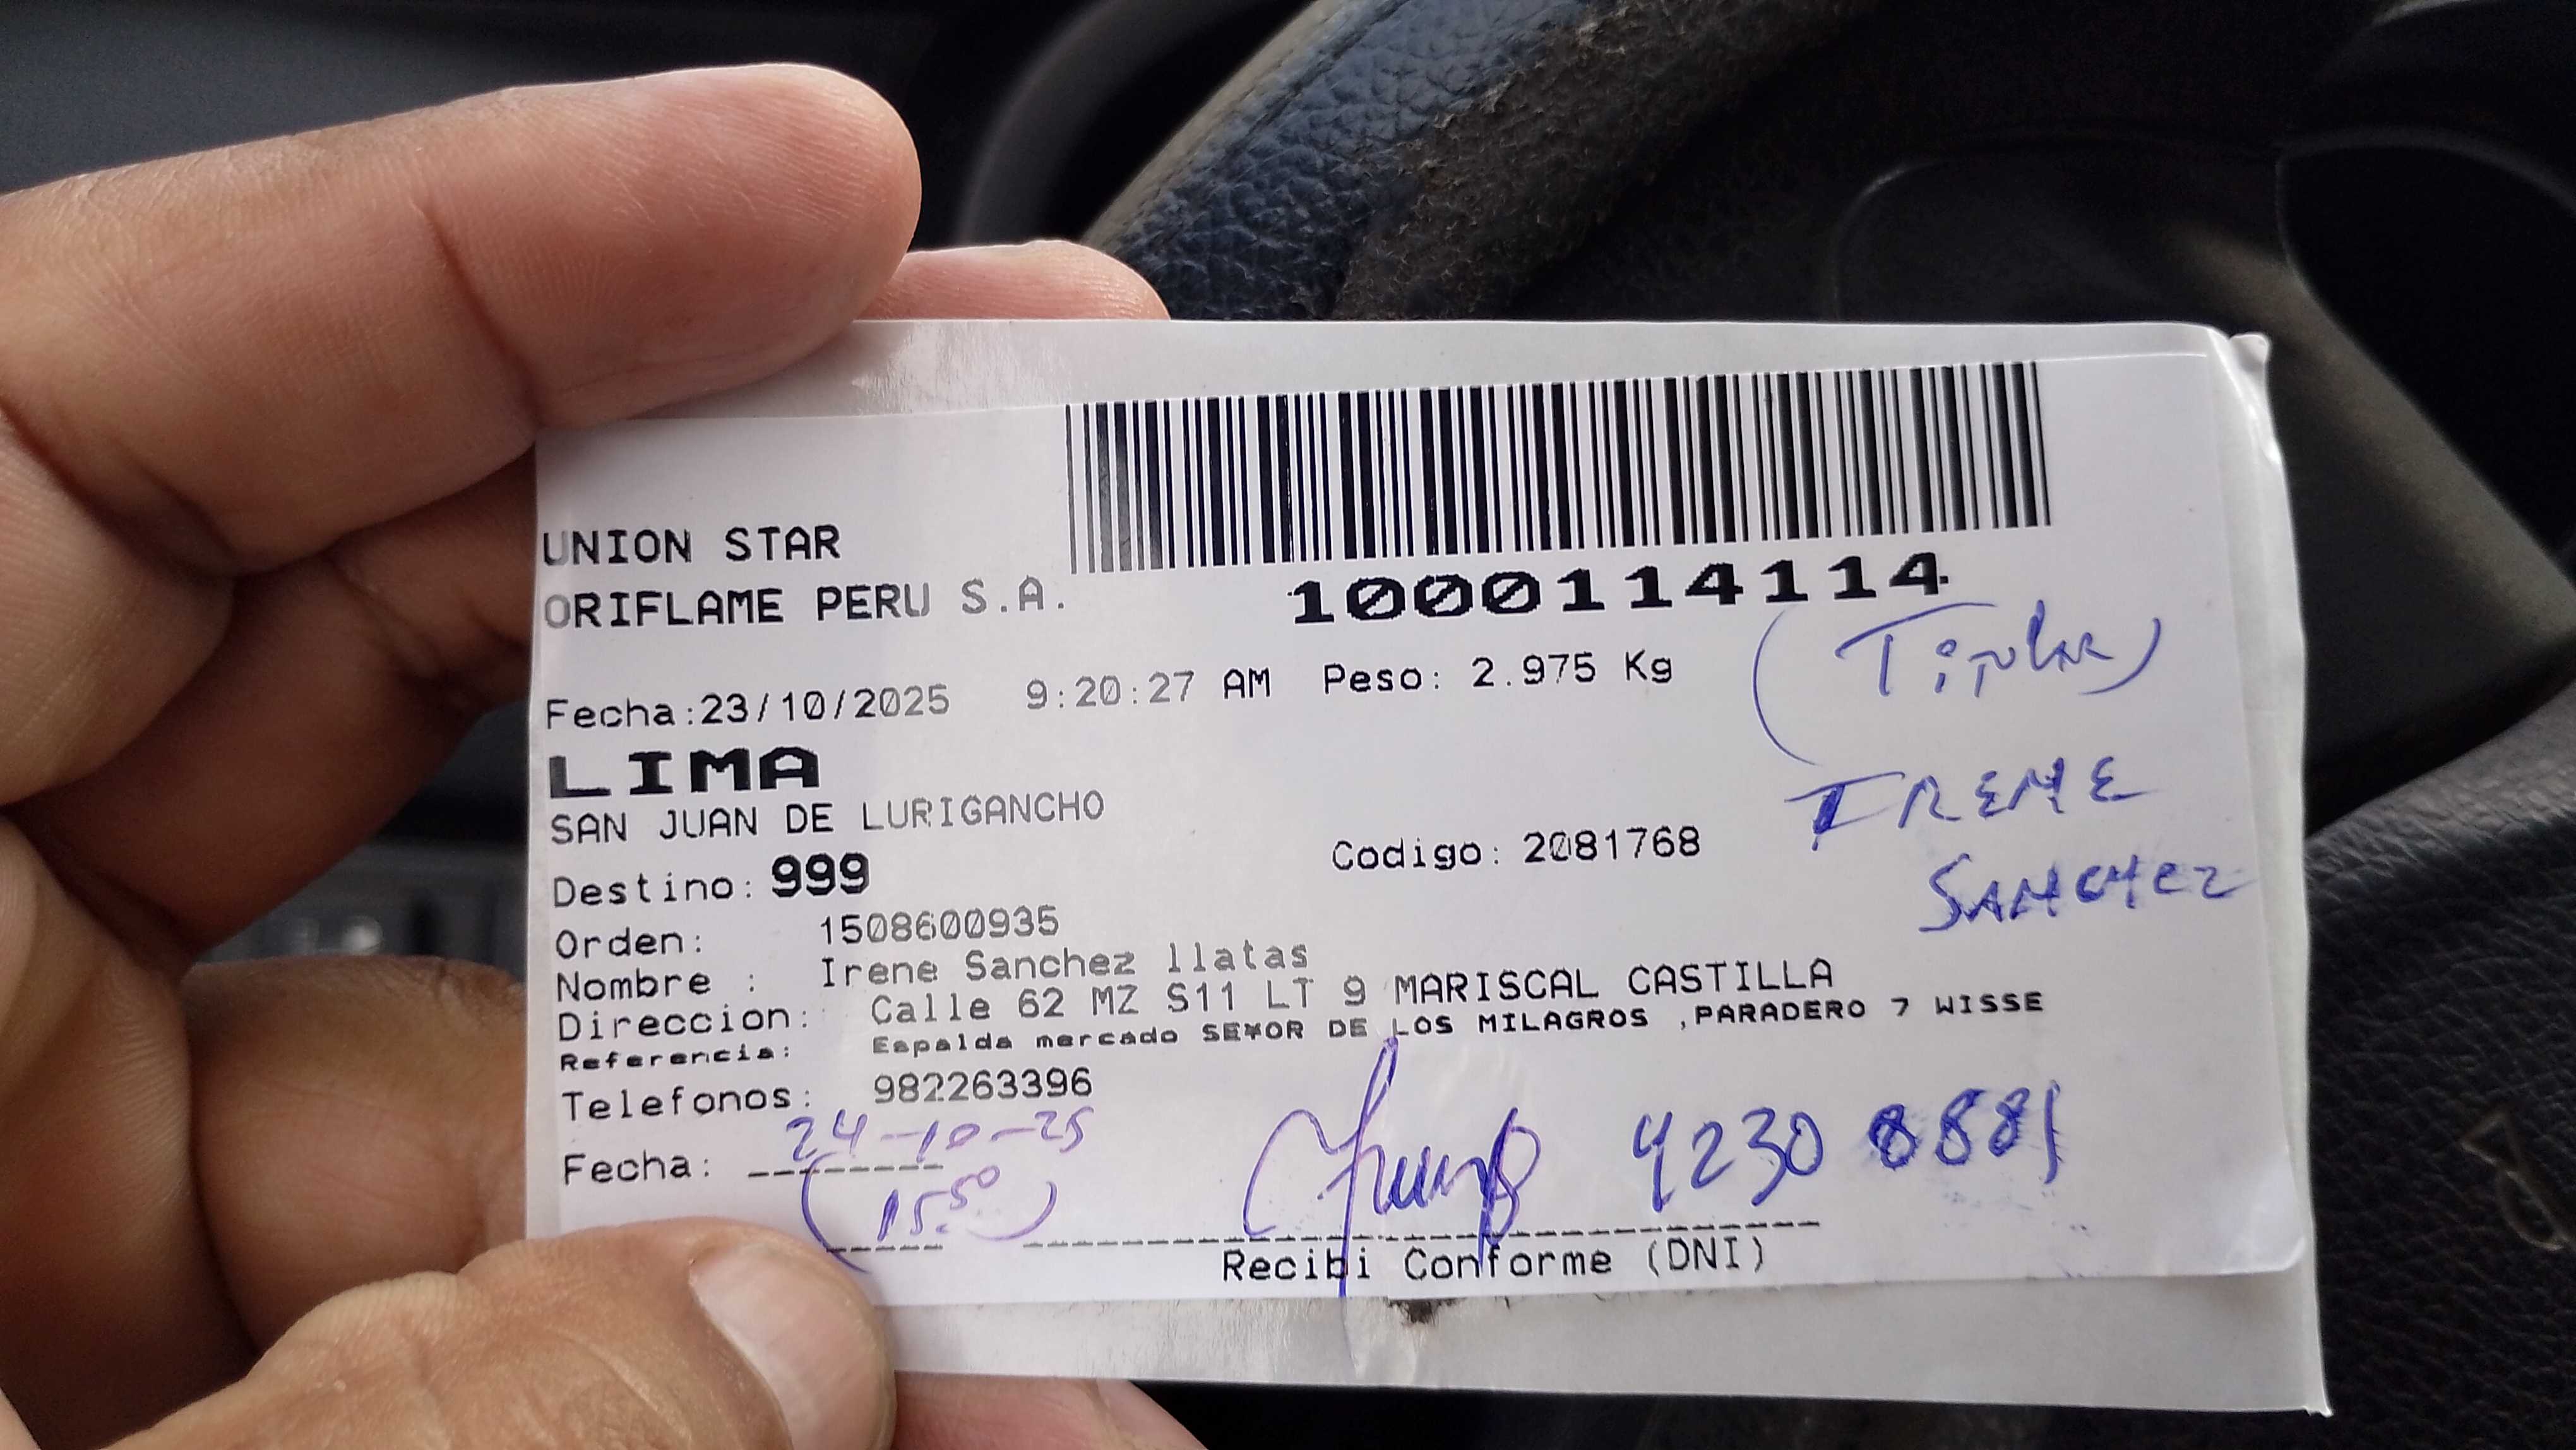 UNION STAR
ORIFLAME PERU S.A.
1000114114
Fecha:23/10/2025 9:20:27 AM Peso: 2.975 Kg
(Titular)
LIMA
SAN JUAN DE LURIGANCHO
IRENE
SANCHEZ
Destino: 999 Codigo: 2081768
Orden: 1508600935
Nombre : Irene Sanchez llatas
Direccion: Calle 62 MZ S11 LT 9 MARISCAL CASTILLA
Referencia: Espalda mercado SE¥OR DE LOS MILAGROS ,PARADERO 7 WISSE
Telefonos: 982263396
Fecha: 24-10-25
(15.50)
42308881
Recibi Conforme (DNI)